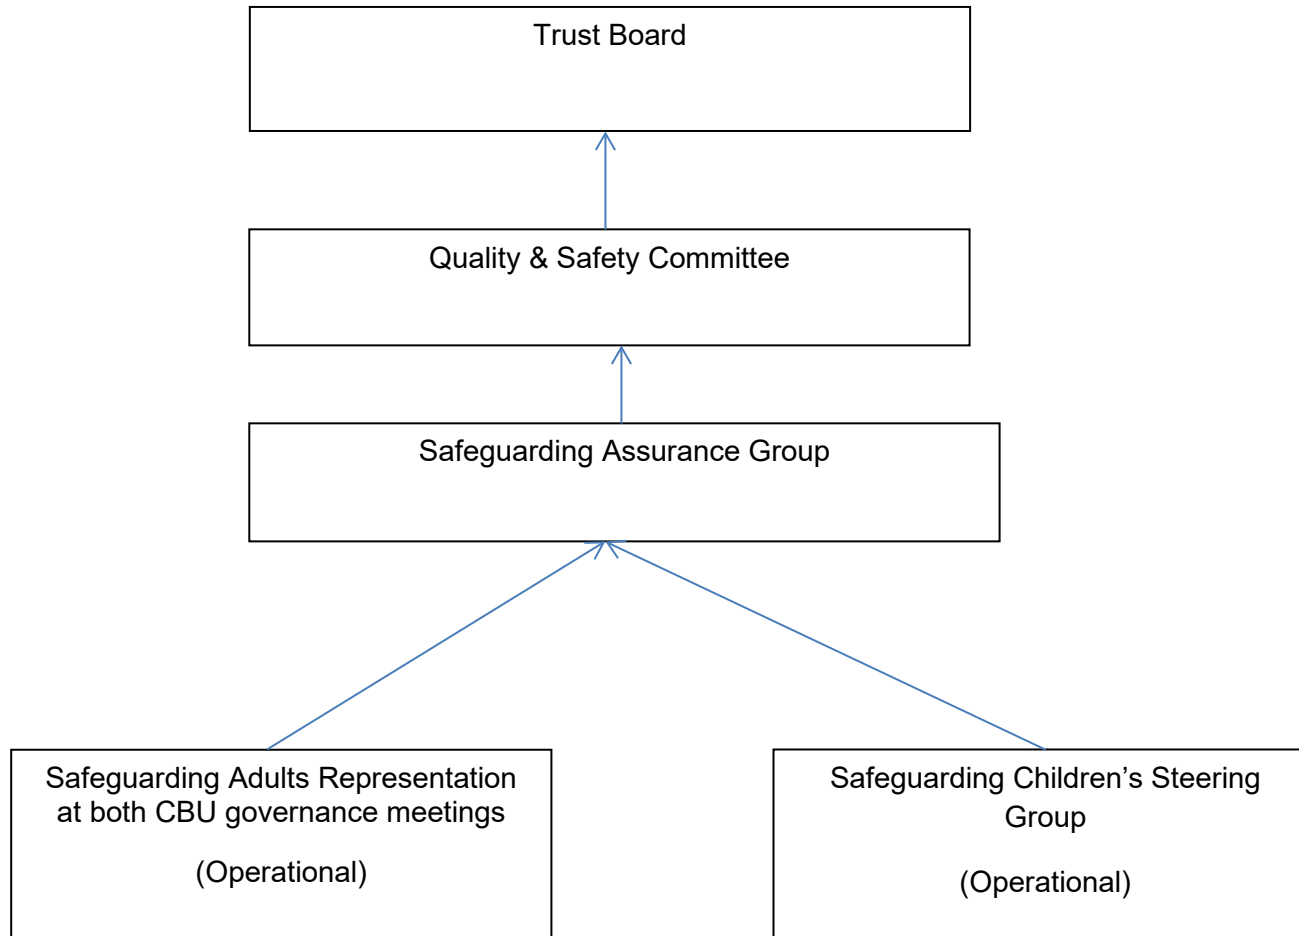 Trust Board
Quality & Safety Committee
Safeguarding Assurance Group
Safeguarding Adults Representation
at both CBU governance meetings
(Operational)
Safeguarding Children’s Steering
Group
(Operational)